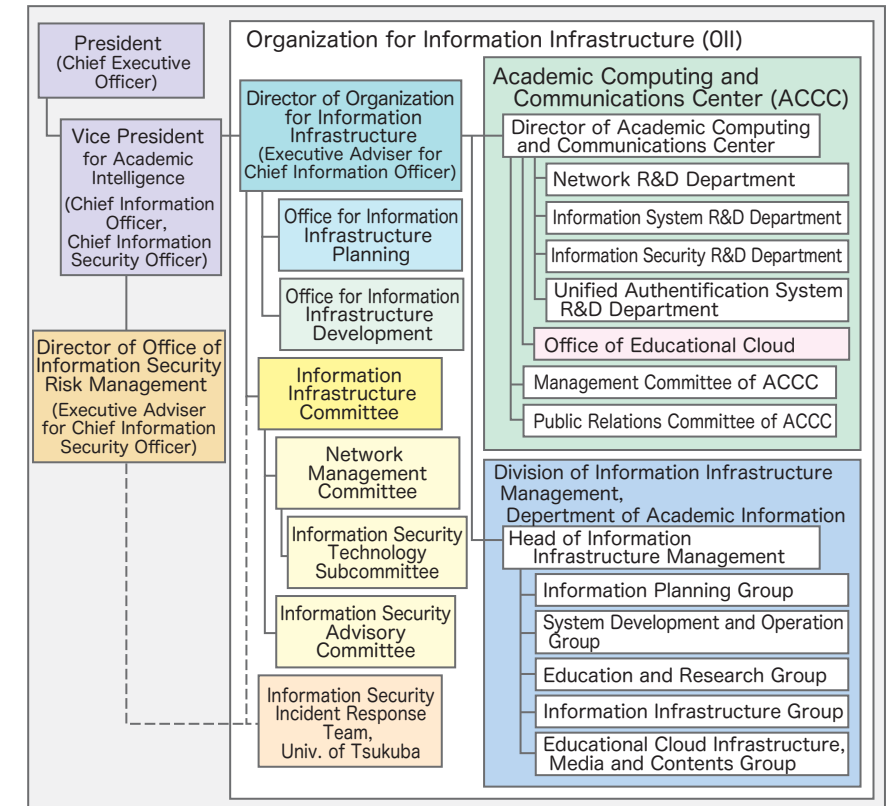 President
(Chief Executive
Officer)
Vice President
for Academic
Intelligence
(Chief Information
Officer,
Chief Information
Security Officer)
Director of Office of
Information Security
Risk Management
(Executive Adviser
for Chief Information
Security Officer)
Organization for Information Infrastructure (0II)
Director of Organization
for Information
Infrastructure
(Executive Adviser for
Chief Information Officer)
Office for Information
Infrastructure
Planning
Office for Information
Infrastructure
Development
Information
Infrastructure
Committee
Network
Management
Committee
Information Security
Technology
Subcommittee
Information Security
Advisory
Committee
Information Security
Incident Response
Team,
Univ. of Tsukuba
Academic Computing and
Communications Center (ACCC)
Director of Academic Computing
and Communications Center
Network R&D Department
Information System R&D Department
Information Security R&D Department
Unified Authentification System
R&D Department
Office of Educational Cloud
Management Committee of ACCC
Public Relations Committee of ACCC
Division of Information Infrastructure
Management,
Department of Academic Information
Head of Information
Infrastructure Management
Information Planning Group
System Development and Operation
Group
Education and Research Group
Information Infrastructure Group
Educational Cloud Infrastructure,
Media and Contents Group